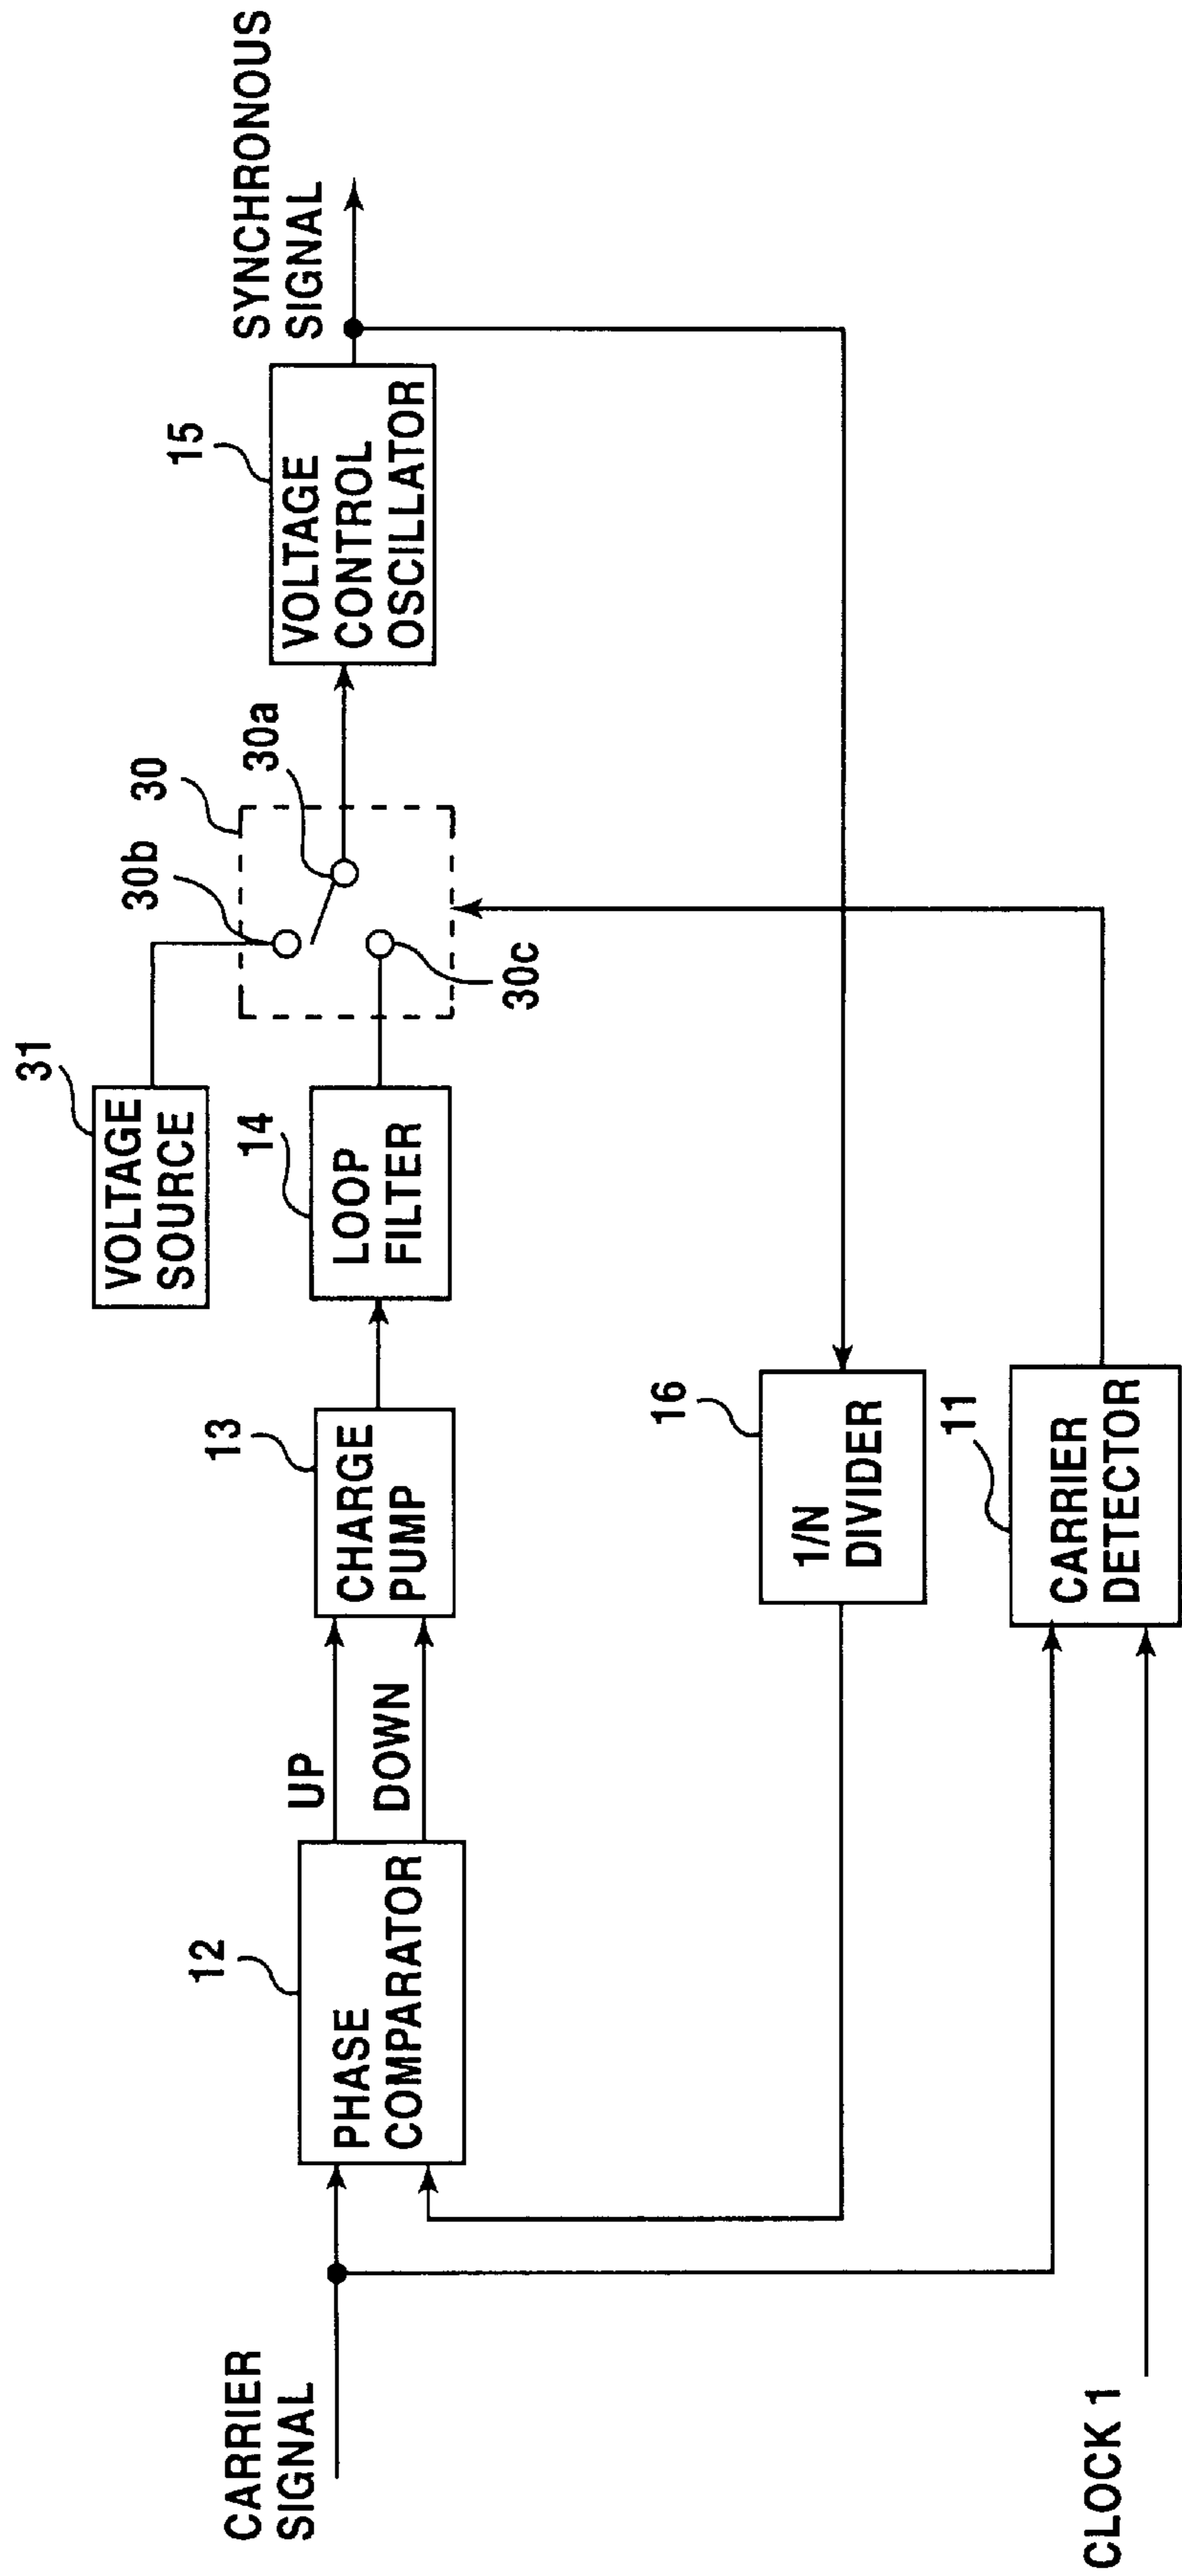 CARRIER
SIGNAL
12
PHASE
COMPARATOR
UP
DOWN
13
CHARGE
PUMP
14
LOOP
FILTER
31
VOLTAGE
SOURCE
30b
30
30a
30c
15
VOLTAGE
CONTROL
OSCILLATOR
SYNCHRONOUS
SIGNAL
16
1/N
DIVIDER
11
CARRIER
DETECTOR
CLOCK 1